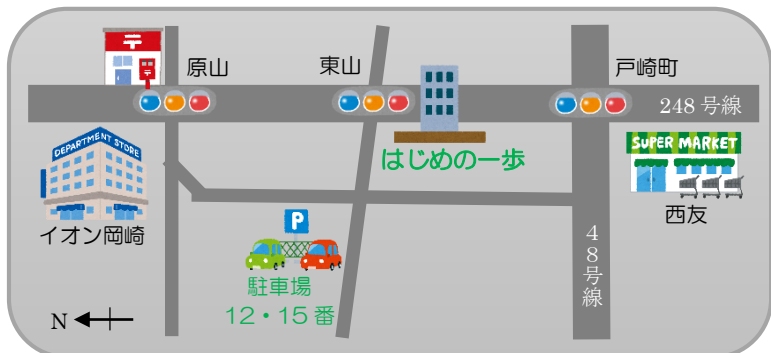 〒
原山
東山
戸崎町
248号線
DEPARTMENT STORE
はじめの一歩
SUPER MARKET
イオン岡崎
西友
P
48号線
駐車場
12・15番
N